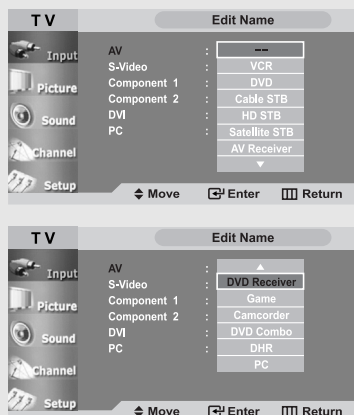 TV Edit Name
Input
Picture
Sound
Channel
Setup
AV : --
S-Video : VCR
Component 1 : DVD
Component 2 : Cable STB
DVI : HD STB
PC : Satellite STB
AV Receiver
Move Enter Return
TV Edit Name
Input
Picture
Sound
Channel
Setup
AV :
S-Video : DVD Receiver
Component 1 : Game
Component 2 : Camcorder
DVI : DVD Combo
PC : DHR
PC
Move Enter Return